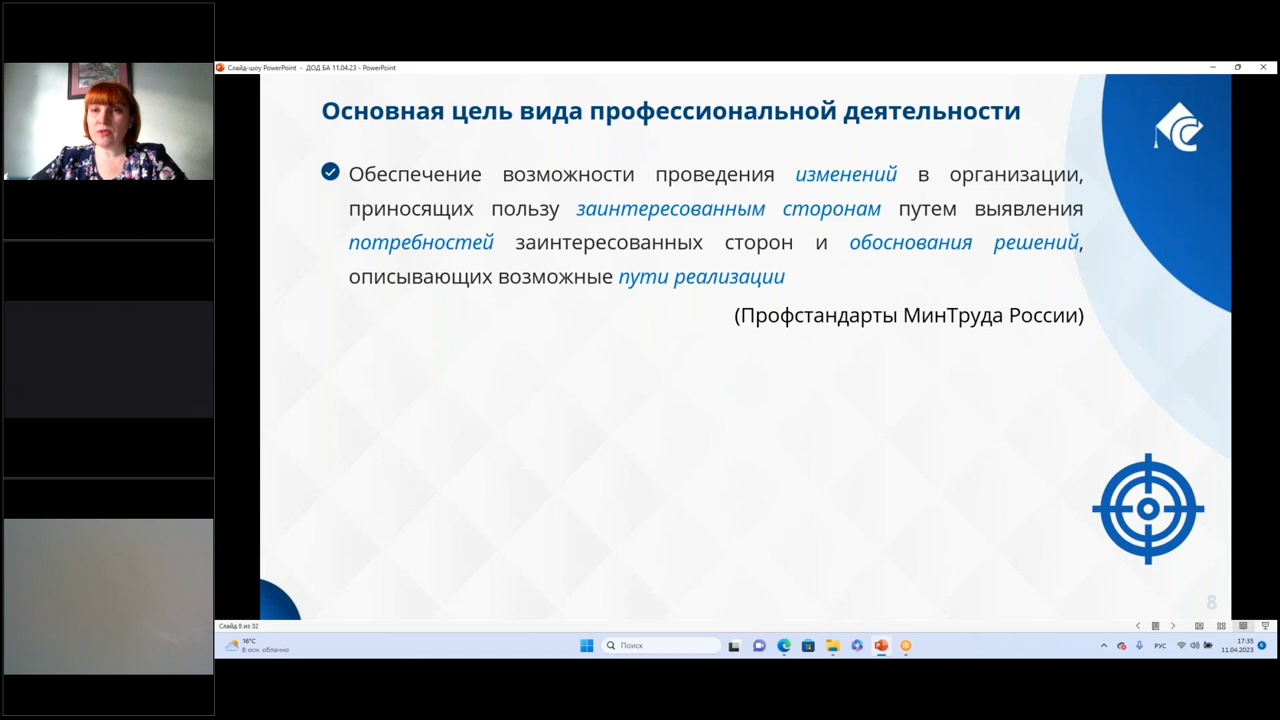 Слайд-шоу PowerPoint - ДОД БА 11.04.23 - PowerPoint
Основная цель вида профессиональной деятельности
Обеспечение возможности проведения изменений в организации,
приносящих пользу заинтересованным сторонам путем выявления
потребностей заинтересованных сторон и обоснования решений,
описывающих возможные пути реализации
(Профстандарты МинТруда России)
8
Слайд 8 из 32
16°C
В осн. облачно
Поиск
РУС
17:35
11.04.2023